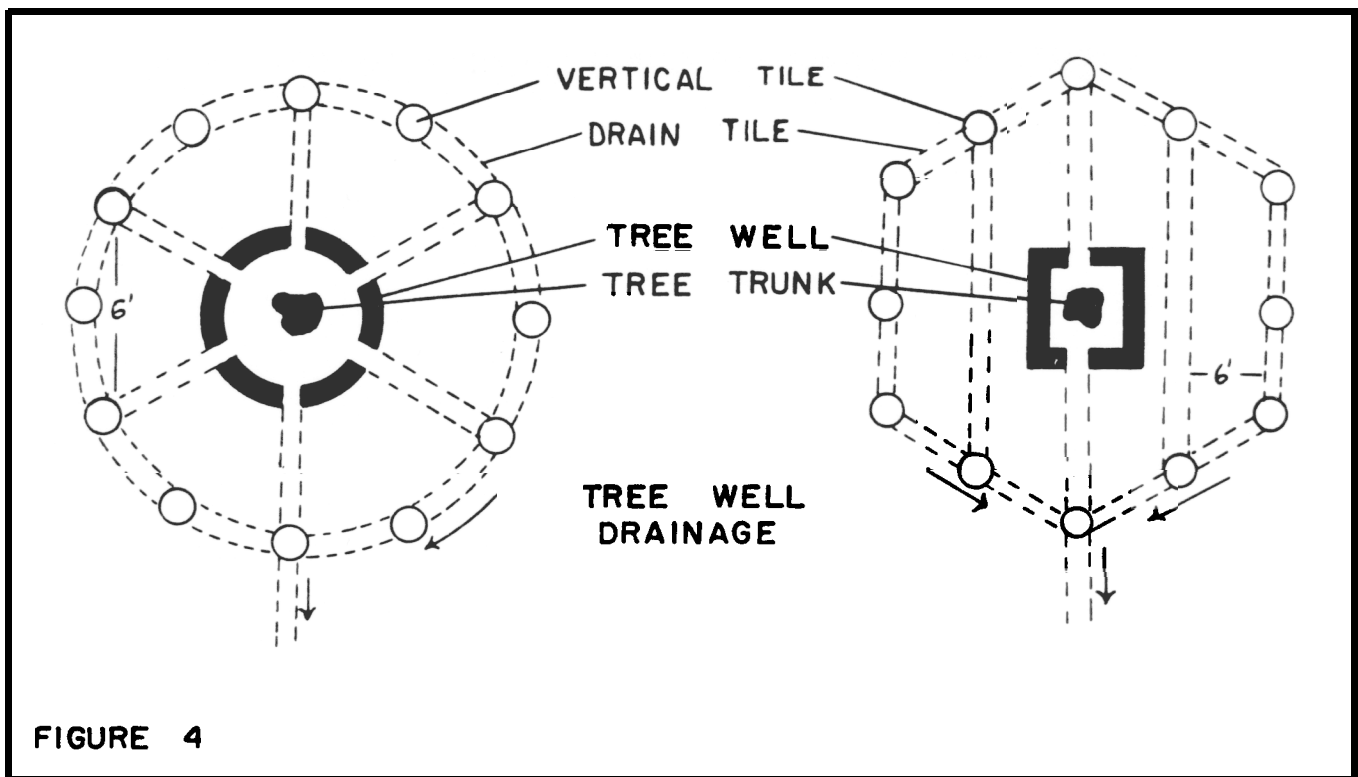 VERTICAL TILE
DRAIN TILE
TREE WELL
TREE TRUNK
6'
6'
TREE WELL
DRAINAGE
FIGURE 4